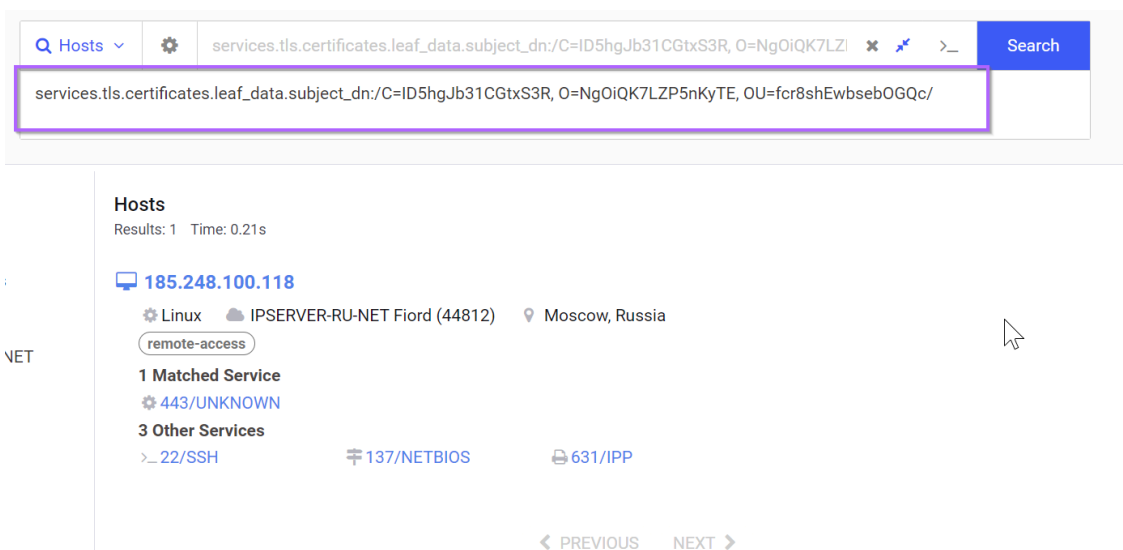 Hosts services.tls.certificates.leaf_data.subject_dn:/C=ID5hgJb31CGtxS3R, O=NgOiQK7LZ >_ Search
services.tls.certificates.leaf_data.subject_dn:/C=ID5hgJb31CGtxS3R, O=NgOiQK7LZP5nKyTE, OU=fcr8shEwbsebOGQc/
Hosts
Results: 1 Time: 0.21s
185.248.100.118
Linux IPSERVER-RU-NET Fiord (44812) Moscow, Russia
remote-access
NET
1 Matched Service
443/UNKNOWN
3 Other Services
>_ 22/SSH 137/NETBIOS 631/IPP
PREVIOUS NEXT